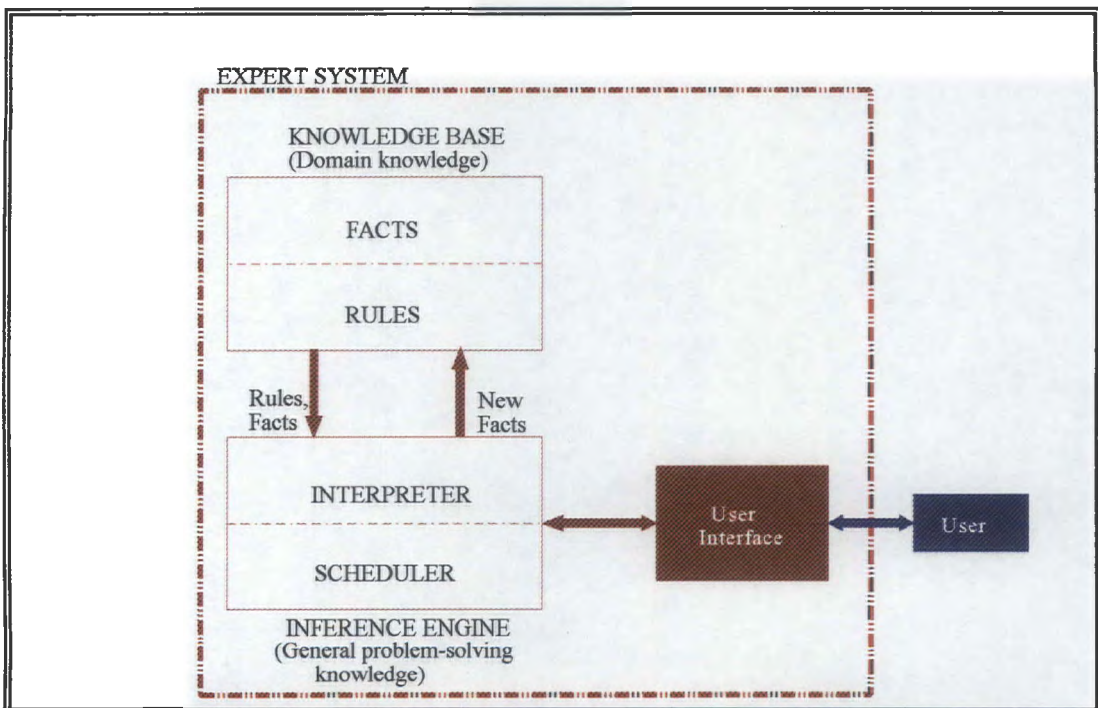 EXPERT SYSTEM
KNOWLEDGE BASE
(Domain knowledge)
FACTS
RULES
Rules,
Facts
New
Facts
INTERPRETER
SCHEDULER
User
Interface
User
INFERENCE ENGINE
(General problem-solving
knowledge)